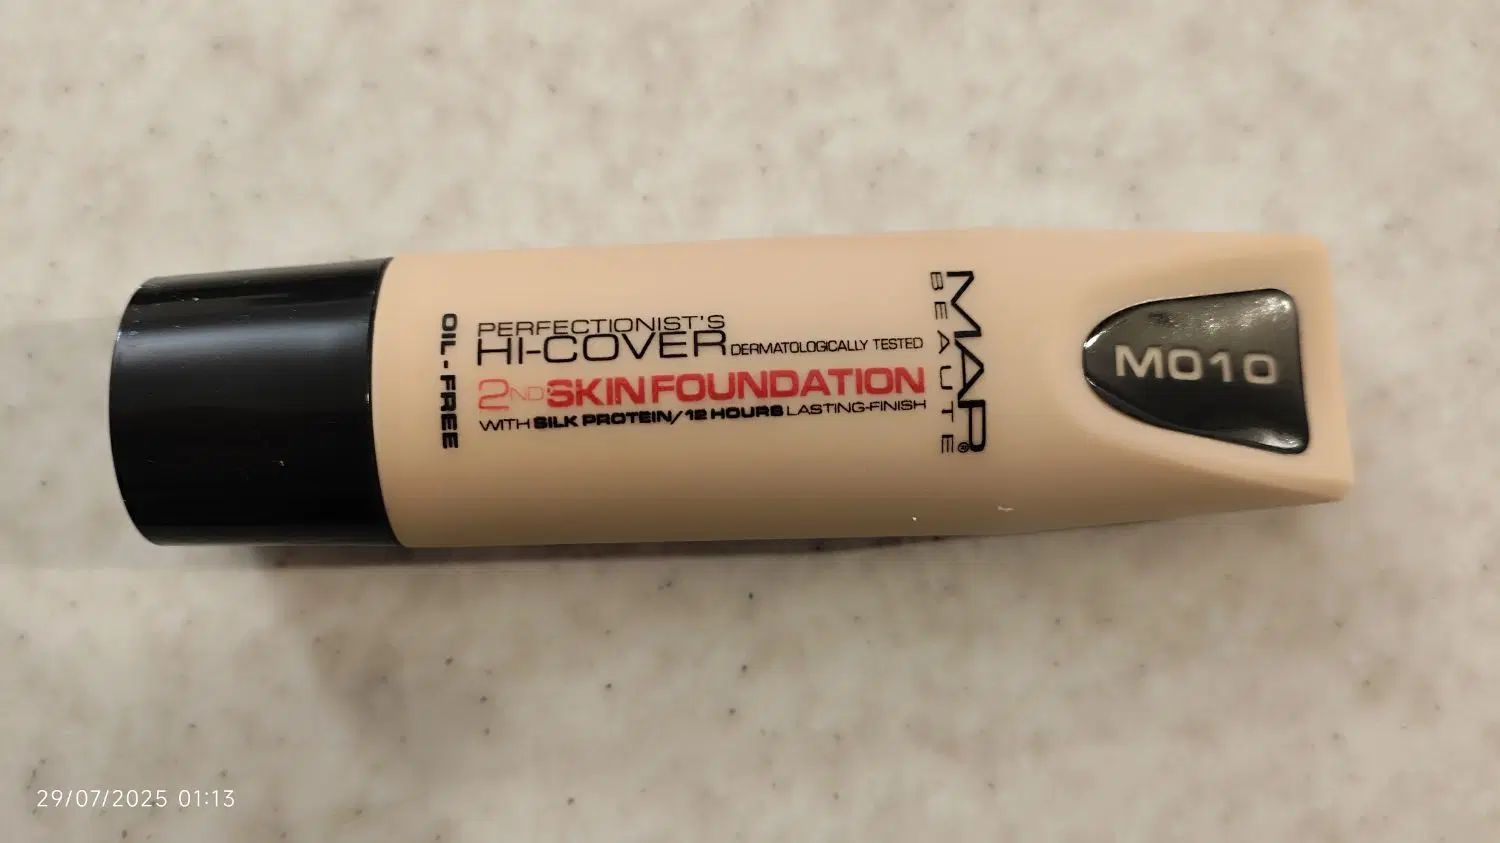 OIL - FREE
PERFECTIONIST'S
HI-COVER DERMATOLOGICALLY TESTED
2ND SKIN FOUNDATION
WITH SILK PROTEIN/12 HOURS LASTING-FINISH
MAP®
BEAUTE
M010
29/07/2025 01:13